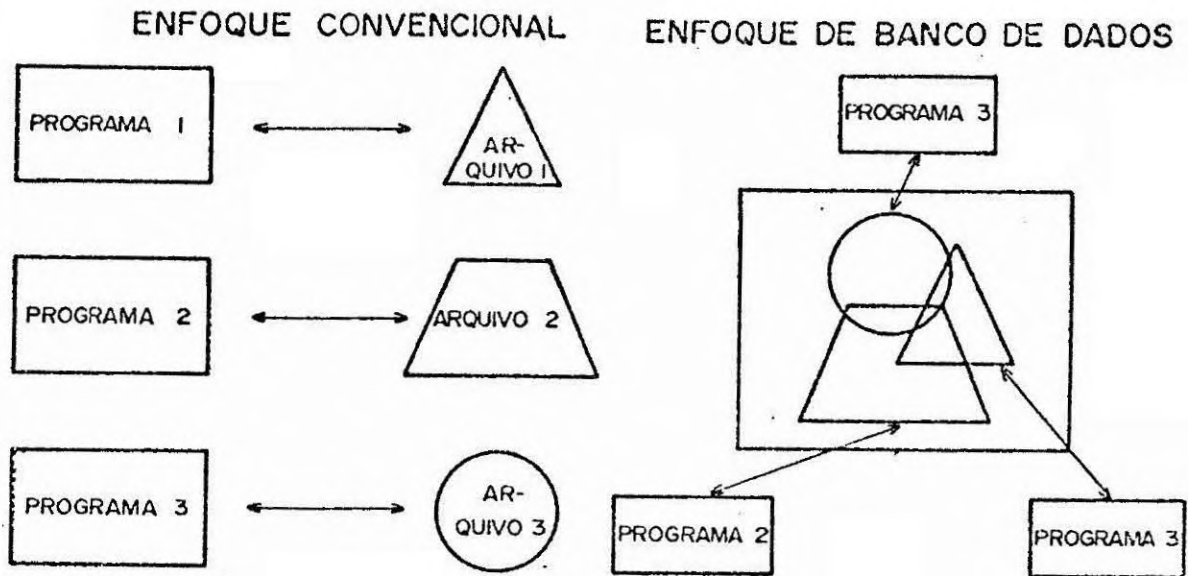 ENFOQUE CONVENCIONAL
PROGRAMA 1
AR-
QUIVO 1
PROGRAMA 2
ARQUIVO 2
PROGRAMA 3
AR-
QUIVO 3
ENFOQUE DE BANCO DE DADOS
PROGRAMA 3
PROGRAMA 2
PROGRAMA 3